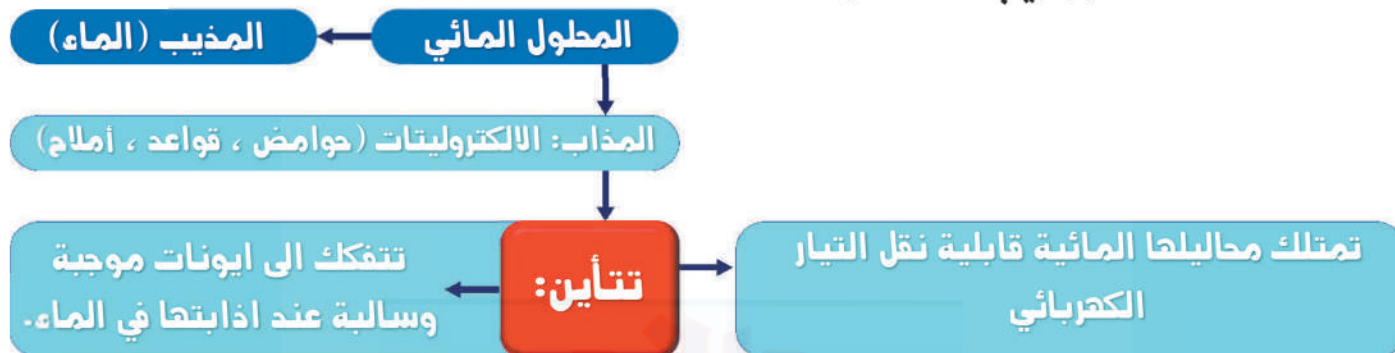 المحلول المائي
المذيب (الماء)
المذاب: الالكتروليتات (حوامض ، قواعد ، أملاح)
تتأين:
تمتلك محاليلها المائية قابلية نقل التيار
الكهربائي
تتفكك الى ايونات موجبة
وسالبة عند اذابتها في الماء.